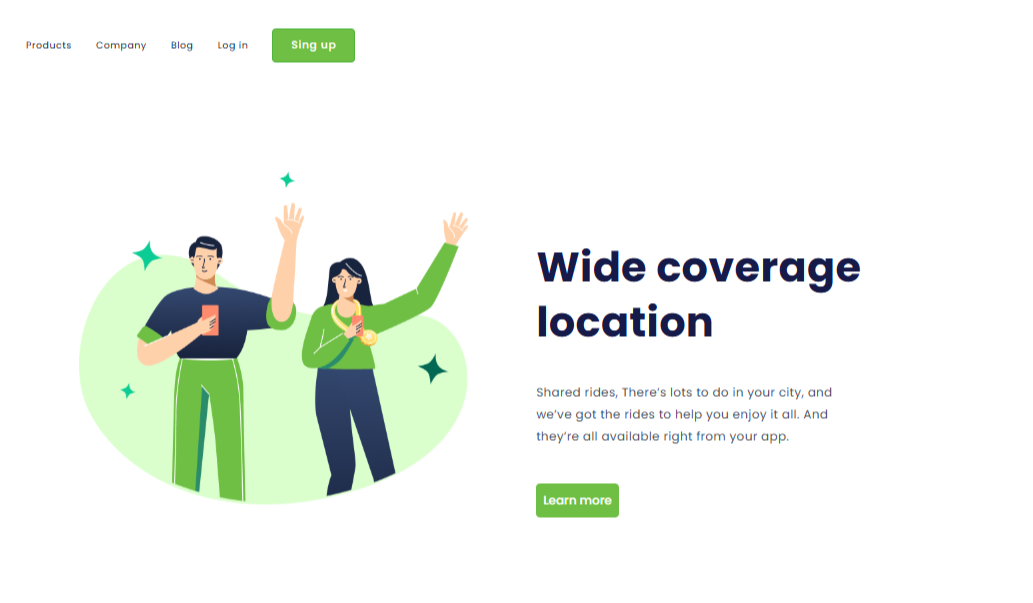 Products Company Blog Log in Sing up
Wide coverage
location
Shared rides, There's lots to do in your city, and
we've got the rides to help you enjoy it all. And
they're all available right from your app.
Learn more